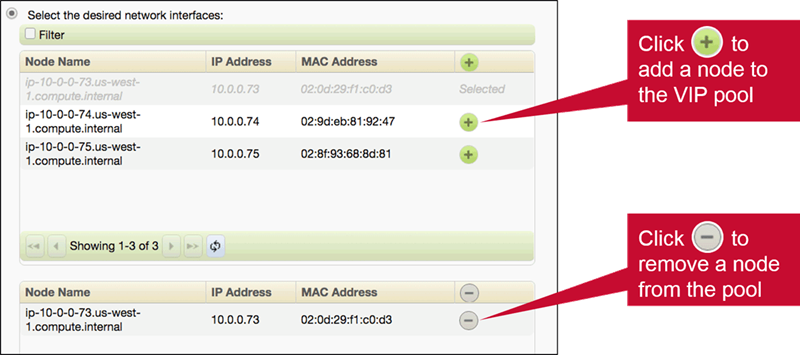 Select the desired network interfaces:
Filter
Node Name IP Address MAC Address
ip-10-0-0-73.us-west-
1.compute.internal 10.0.0.73 02:0d:29:f1:c0:d3 Selected
ip-10-0-0-74.us-west-
1.compute.internal 10.0.0.74 02:9d:eb:81:92:47
ip-10-0-0-75.us-west-
1.compute.internal 10.0.0.75 02:8f:93:68:8d:81
Showing 1-3 of 3
Node Name IP Address MAC Address
ip-10-0-0-73.us-west-
1.compute.internal 10.0.0.73 02:0d:29:f1:c0:d3
Click + to
add a node to
the VIP pool
Click − to
remove a node
from the pool